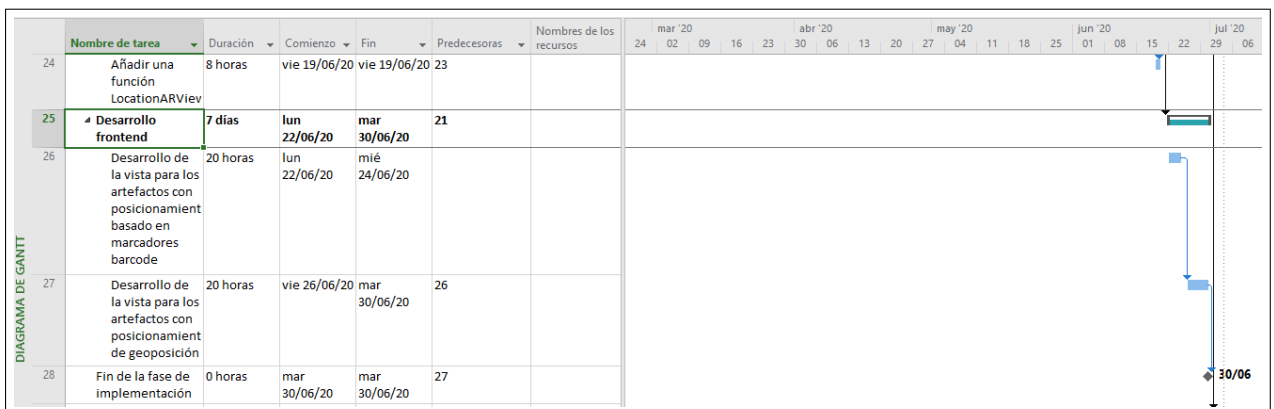 Nombre de tarea Duración Comienzo Fin Predecesoras Nombres de los recursos
mar '20 abr '20 may '20 jun '20 jul '20
24 02 09 16 23 30 06 13 20 27 04 11 18 25 01 08 15 22 29 06
DIAGRAMA DE GANTT
24 Añadir una 8 horas vie 19/06/20 vie 19/06/20 23
función
LocationARView
25 Desarrollo 7 días lun mar 21
frontend 22/06/20 30/06/20
26 Desarrollo de 20 horas lun mié
la vista para los 22/06/20 24/06/20
artefactos con
posicionamient
basado en
marcadores
barcode
27 Desarrollo de 20 horas vie 26/06/20 mar 26
la vista para los 30/06/20
artefactos con
posicionamient
de geoposición
28 Fin de la fase de 0 horas mar mar 27 30/06
implementación 30/06/20 30/06/20